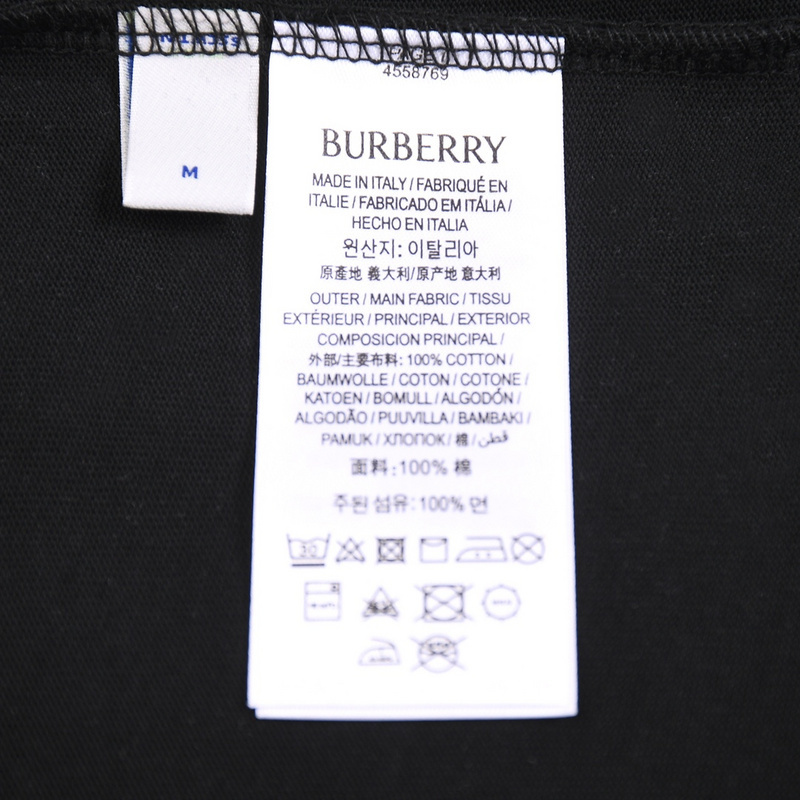 M
4558769
BURBERRY
MADE IN ITALY / FABRIQUÉ EN
ITALIE / FABRICADO EM ITÁLIA /
HECHO EN ITALIA
원산지: 이탈리아
原產地 義大利/原产地 意大利
OUTER / MAIN FABRIC / TISSU
EXTÉRIEUR / PRINCIPAL / EXTERIOR
COMPOSICION PRINCIPAL /
外部/主要布料: 100% COTTON /
BAUMWOLLE / COTON / COTONE /
KATOEN / BOMULL / ALGODÓN /
ALGODÃO / PUUVILLA / BAMBAKI /
PAMUK / ХЛОПОК / 棉 / قطن
面料: 100% 棉
주된 섬유: 100% 면
30